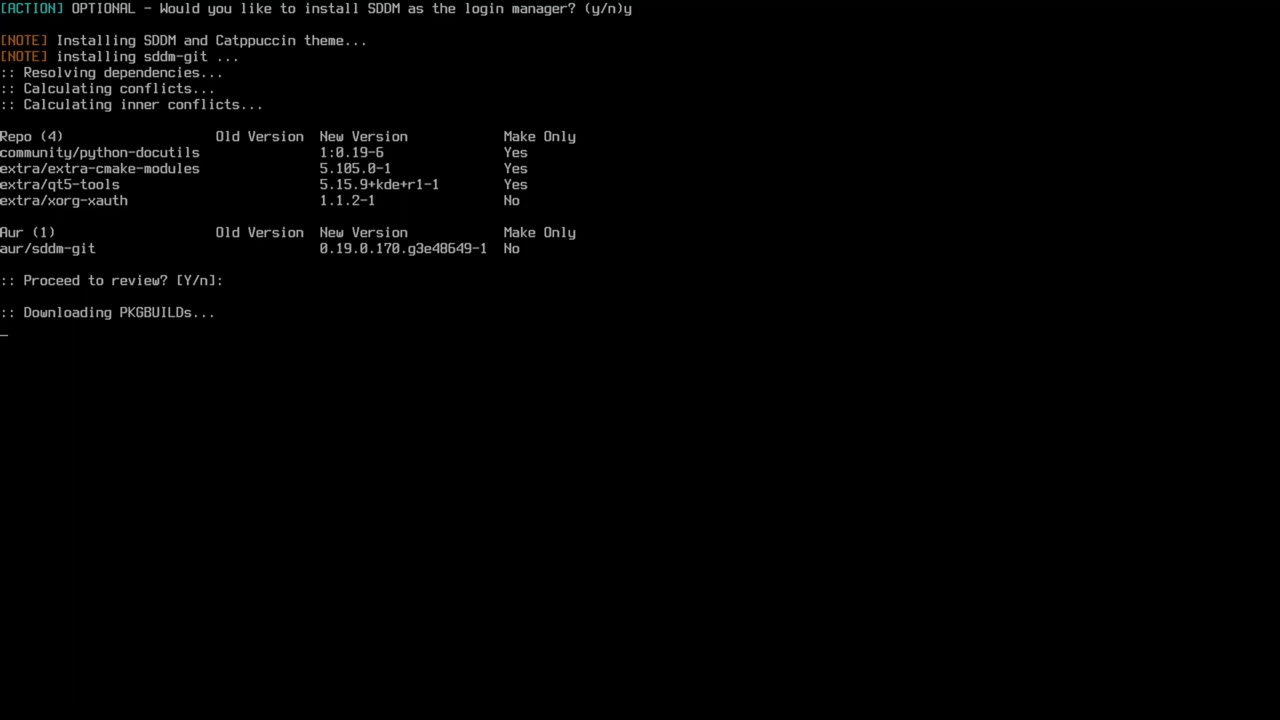 [ACTION] OPTIONAL - Would you like to install SDDM as the login manager? (y/n)y
[NOTE] Installing SDDM and Catppuccin theme...
[NOTE] installing sddm-git ...
:: Resolving dependencies...
:: Calculating conflicts...
:: Calculating inner conflicts...
Repo (4) Old Version New Version Make Only
community/python-docutils 1:0.19-6 Yes
extra/extra-cmake-modules 5.105.0-1 Yes
extra/qt5-tools 5.15.9+kde+r1-1 Yes
extra/xorg-xauth 1.1.2-1 No
Aur (1) Old Version New Version Make Only
aur/sddm-git 0.19.0.170.g3e48649-1 No
:: Proceed to review? [Y/n]:
:: Downloading PKGBUILDs...